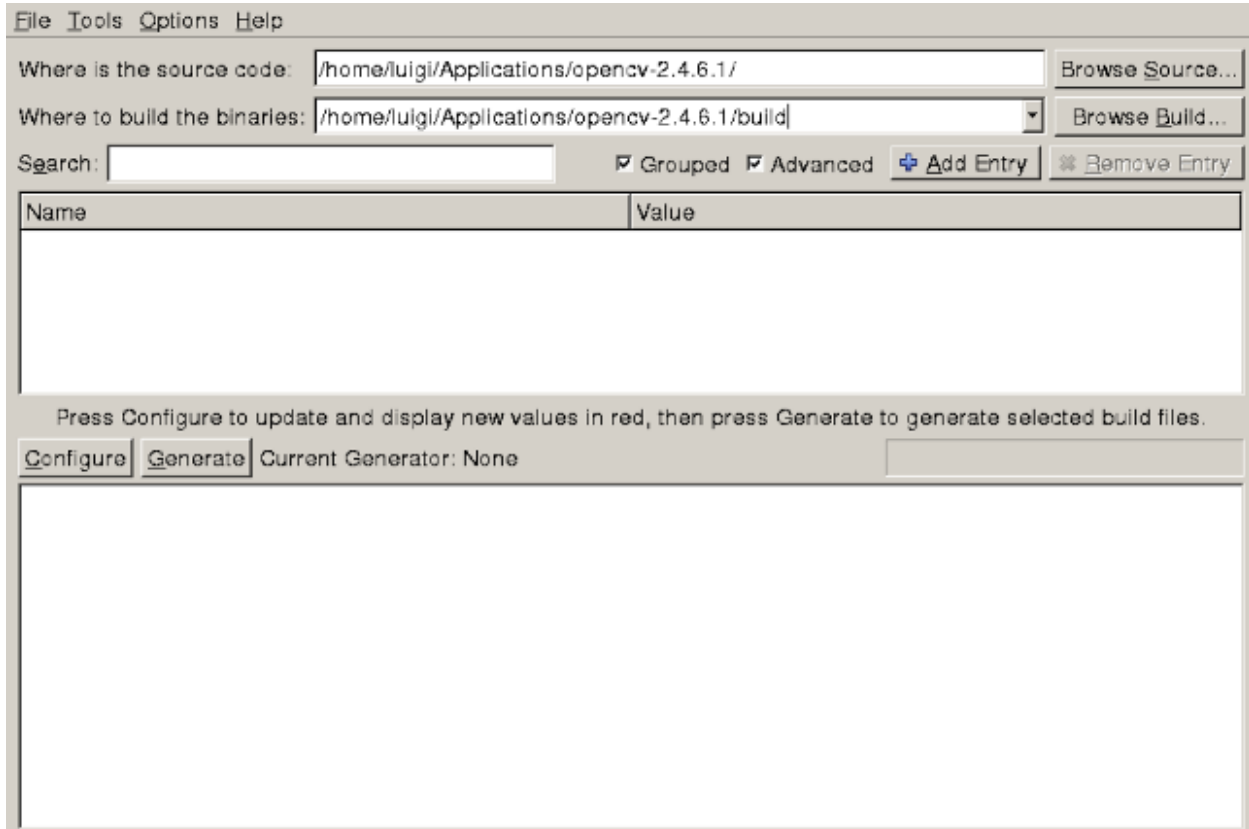 File Tools Options Help
Where is the source code: /home/luigi/Applications/opencv-2.4.6.1/ Browse Source...
Where to build the binaries: /home/luigi/Applications/opencv-2.4.6.1/build Browse Build...
Search: Grouped Advanced Add Entry Remove Entry
Name Value
Press Configure to update and display new values in red, then press Generate to generate selected build files.
Configure Generate Current Generator: None